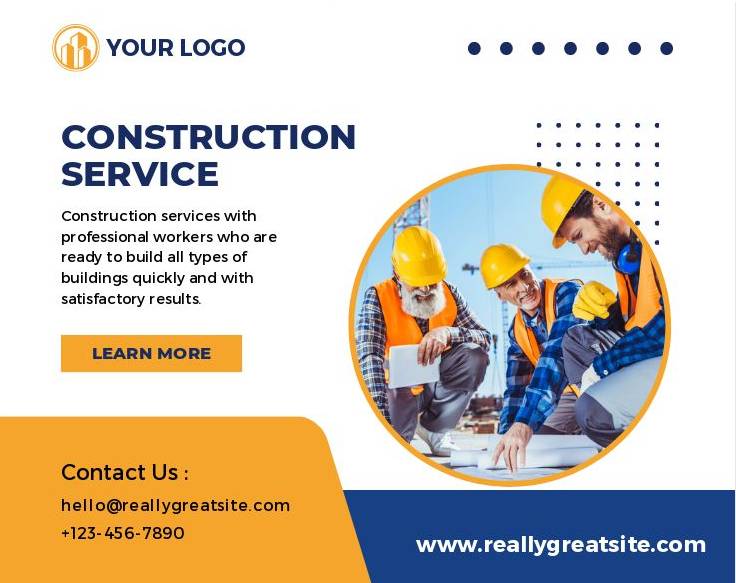 YOUR LOGO
CONSTRUCTION
SERVICE
Construction services with
professional workers who are
ready to build all types of
buildings quickly and with
satisfactory results.
LEARN MORE
Contact Us :
hello@reallygreatsite.com
+123-456-7890
www.reallygreatsite.com